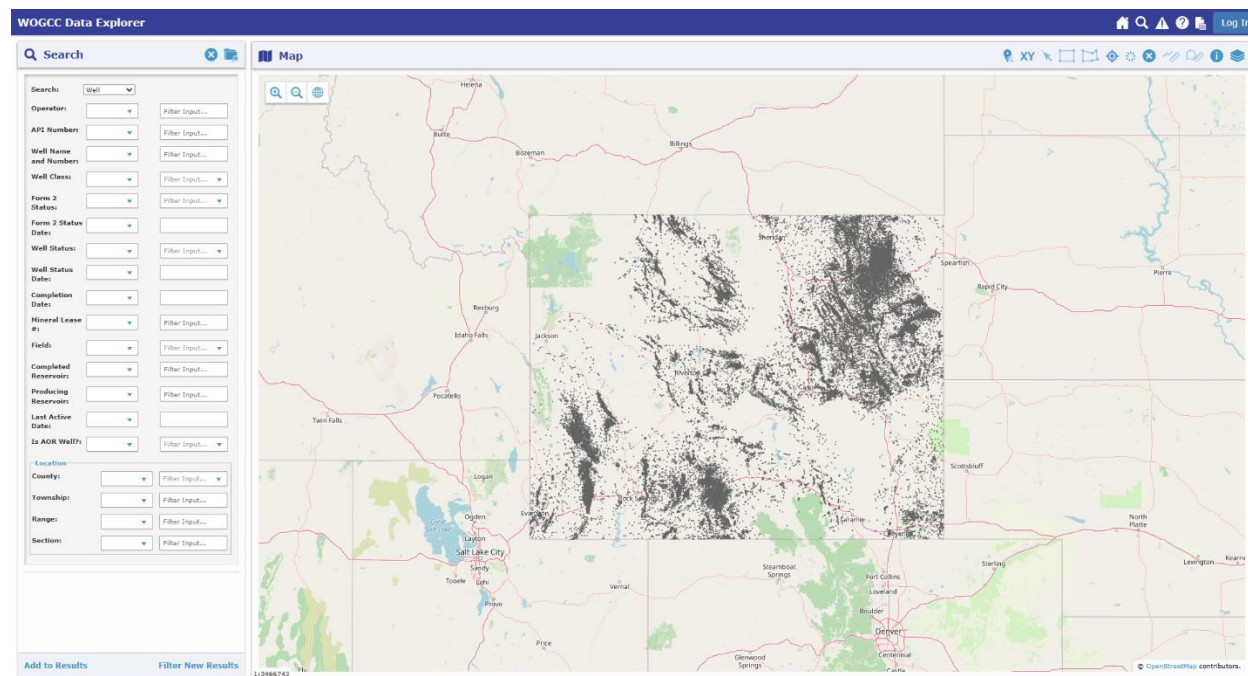 WOGCC Data Explorer
Log In
Search
Map
XY
Search:
Well
Operator:
Filter Input...
API Number:
Filter Input...
Well Name
and Number:
Filter Input...
Well Class:
Filter Input...
Form 2
Status:
Filter Input...
Form 2 Status
Date:
Well Status:
Filter Input...
Well Status
Date:
Completion
Date:
Mineral Lease
#:
Filter Input...
Field:
Filter Input...
Completed
Reservoir:
Filter Input...
Producing
Reservoir:
Filter Input...
Last Active
Date:
Is AOR Well?:
Filter Input...
Location
County:
Filter Input...
Township:
Filter Input...
Range:
Filter Input...
Section:
Filter Input...
Add to Results
Filter New Results
Helena
Butte
Bozeman
Billings
Sheridan
Spearfish
Rapid City
Pierre
Rexburg
Idaho Falls
Jackson
Riverton
Pocatello
Twin Falls
Scottsbluff
Logan
Rock Springs
Evanston
Laramie
Cheyenne
North
Platte
Ogden
Layton
Salt Lake City
Sandy
Tooele
Lehi
Provo
Vernal
Steamboat
Springs
Fort Collins
Loveland
Sterling
Lexington
Boulder
Denver
Centennial
Castle
Price
Glenwood
Springs
1:3466743
© OpenStreetMap contributors.